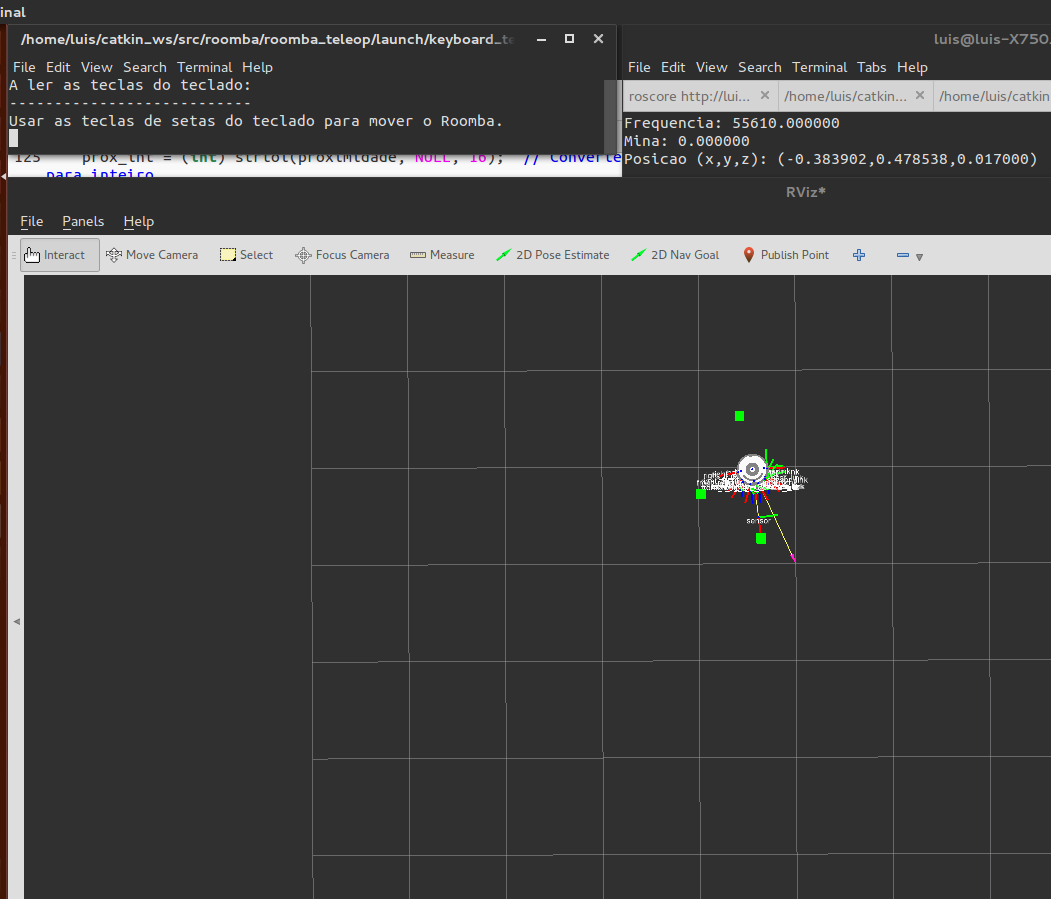 inal
/home/luis/catkin_ws/src/roomba/roomba_teleop/launch/keyboard_te
File Edit View Search Terminal Help
A ler as teclas do teclado:
---------------------------
Usar as teclas de setas do teclado para mover o Roomba.
125 prox_int = (int) strtol(proximidade, NULL, 16); // Converte
para inteiro
luis@luis-X750
File Edit View Search Terminal Tabs Help
roscore http://lui... /home/luis/catkin... /home/luis/catkin
Frequencia: 55610.000000
Mina: 0.000000
Posicao (x,y,z): (-0.383902,0.478538,0.017000)
RViz*
File Panels Help
Interact Move Camera Select Focus Camera Measure 2D Pose Estimate 2D Nav Goal Publish Point
sensor